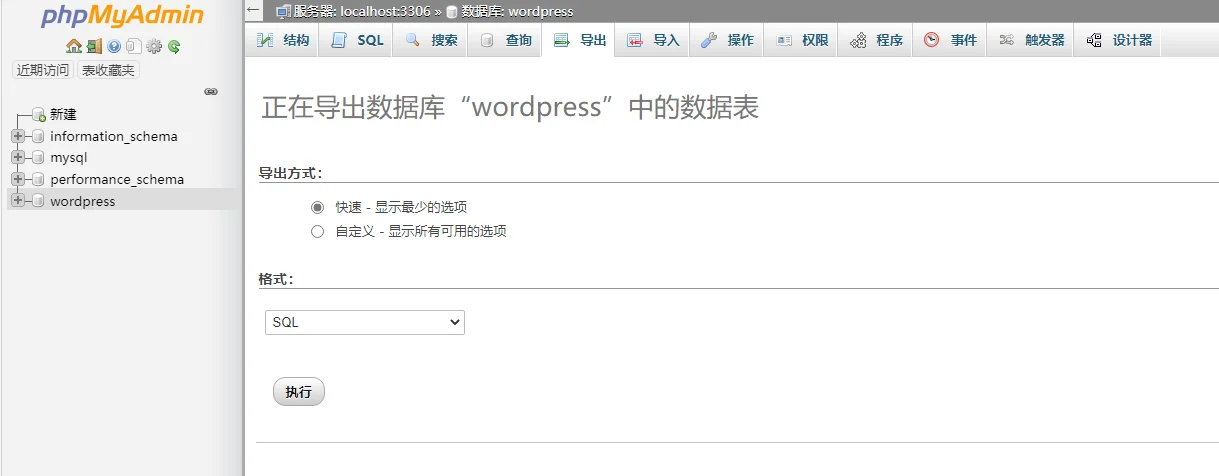 phpMyAdmin
近期访问 表收藏夹
新建
information_schema
mysql
performance_schema
wordpress
← 服务器: localhost:3306 » 数据库: wordpress
结构 SQL 搜索 查询 导出 导入 操作 权限 程序 事件 触发器 设计器
正在导出数据库“wordpress”中的数据表
导出方式:
快速 - 显示最少的选项
自定义 - 显示所有可用的选项
格式:
SQL
执行